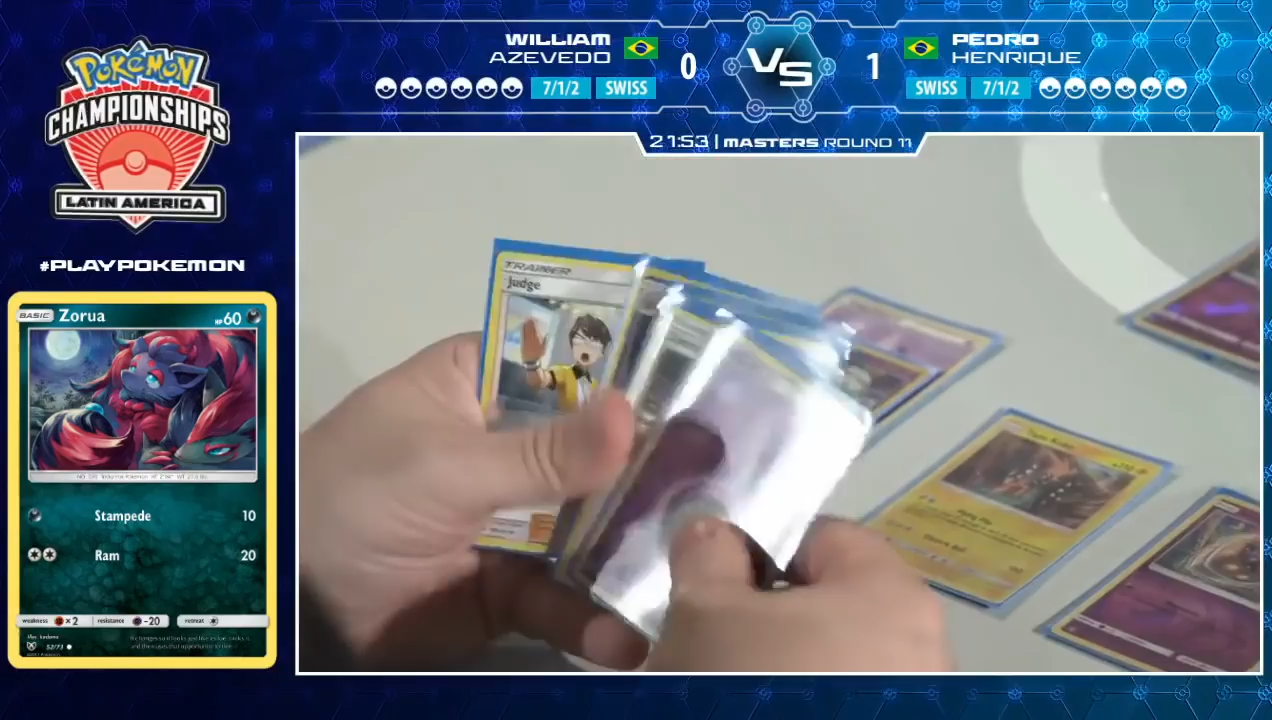 POKÉMON
CHAMPIONSHIPS
LATIN AMERICA
#PLAYPOKEMON
WILLIAM
AZEVEDO
0
VS
1
PEDRO
HENRIQUE
7/1/2
SWISS
SWISS
7/1/2
21:53 | MASTERS ROUND 11
BASIC
Zorua
HP60
Stampede
10
Ram
20
weakness
×2
resistance
-20
retreat
52/73
TRAINER
Judge